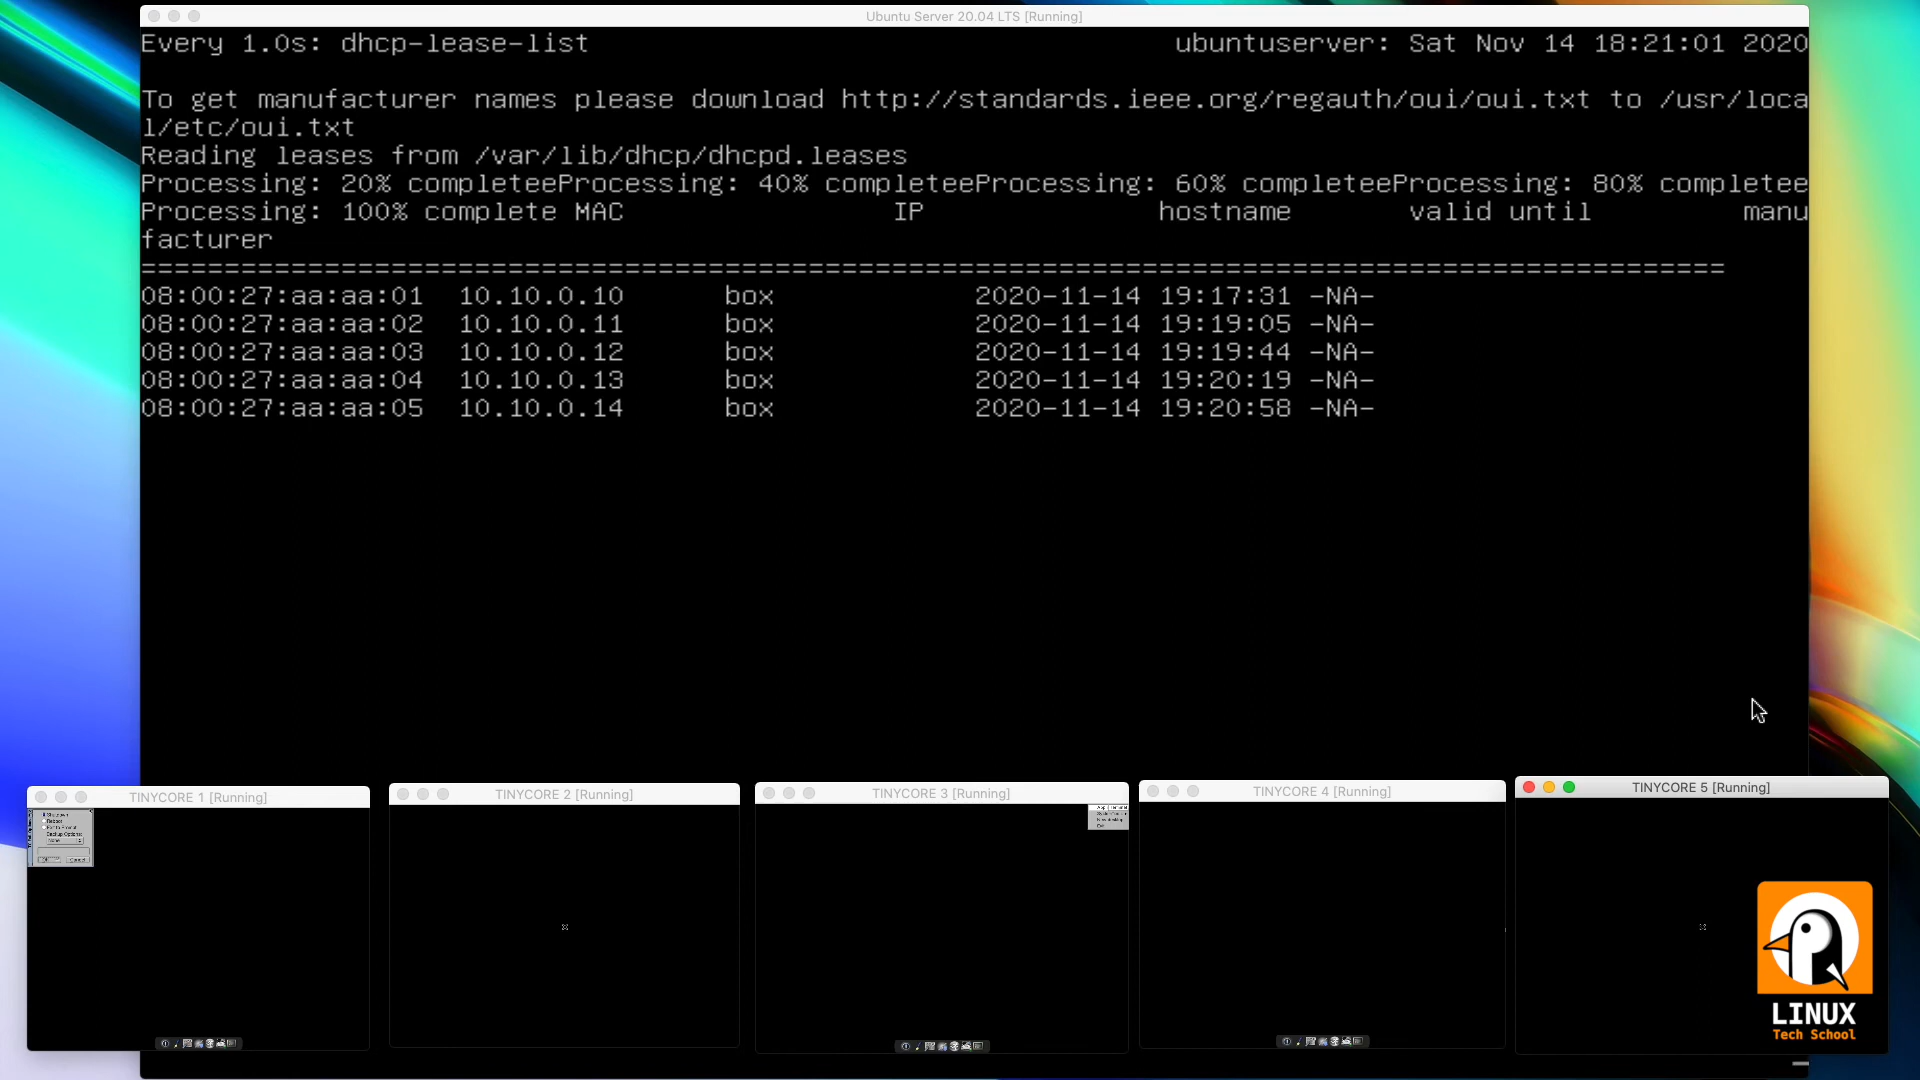 Ubuntu Server 20.04 LTS [Running]
Every 1.0s: dhcp-lease-list ubuntuserver: Sat Nov 14 18:21:01 2020
To get manufacturer names please download http://standards.ieee.org/regauth/oui/oui.txt to /usr/loca
l/etc/oui.txt
Reading leases from /var/lib/dhcp/dhcpd.leases
Processing: 20% completeeProcessing: 40% completeeProcessing: 60% completeeProcessing: 80% completee
Processing: 100% complete MAC IP hostname valid until manu
facturer
===============================================================================================
08:00:27:aa:aa:01 10.10.0.10 box 2020-11-14 19:17:31 -NA-
08:00:27:aa:aa:02 10.10.0.11 box 2020-11-14 19:19:05 -NA-
08:00:27:aa:aa:03 10.10.0.12 box 2020-11-14 19:19:44 -NA-
08:00:27:aa:aa:04 10.10.0.13 box 2020-11-14 19:20:19 -NA-
08:00:27:aa:aa:05 10.10.0.14 box 2020-11-14 19:20:58 -NA-
TINYCORE 1 [Running]
TINYCORE 2 [Running]
TINYCORE 3 [Running]
TINYCORE 4 [Running]
TINYCORE 5 [Running]
Shutdown
Reboot
Backup Options:
None
Cancel
LINUX
Tech School